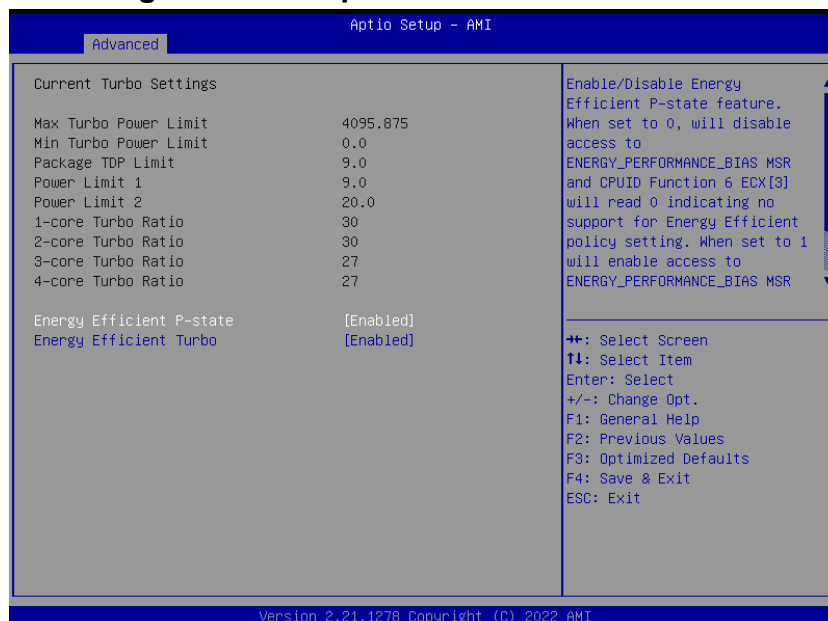 Aptio Setup - AMI
Advanced
Current Turbo Settings
Max Turbo Power Limit 4095.875
Min Turbo Power Limit 0.0
Package TDP Limit 9.0
Power Limit 1 9.0
Power Limit 2 20.0
1-core Turbo Ratio 30
2-core Turbo Ratio 30
3-core Turbo Ratio 27
4-core Turbo Ratio 27
Energy Efficient P-state [Enabled]
Energy Efficient Turbo [Enabled]
Enable/Disable Energy
Efficient P-state feature.
When set to 0, will disable
access to
ENERGY_PERFORMANCE_BIAS MSR
and CPUID Function 6 ECX[3]
will read 0 indicating no
support for Energy Efficient
policy setting. When set to 1
will enable access to
ENERGY_PERFORMANCE_BIAS MSR
→←: Select Screen
↑↓: Select Item
Enter: Select
+/-: Change Opt.
F1: General Help
F2: Previous Values
F3: Optimized Defaults
F4: Save & Exit
ESC: Exit
Version 2.21.1278 Copyright (C) 2022 AMI